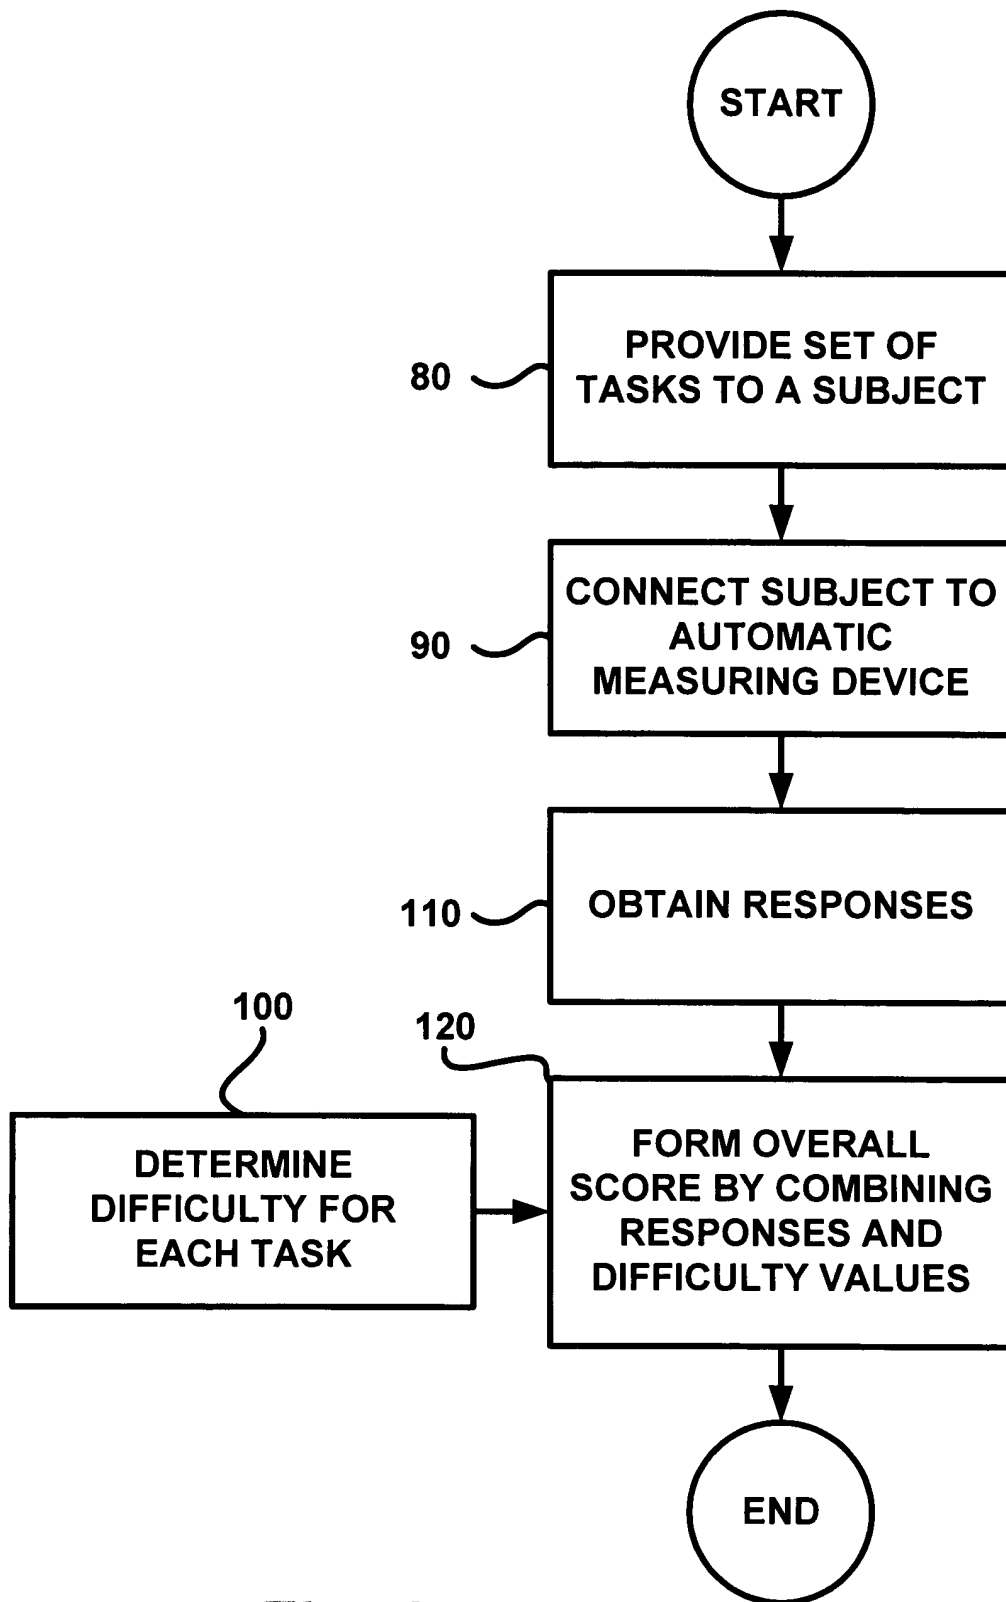 START
80
PROVIDE SET OF
TASKS TO A SUBJECT
90
CONNECT SUBJECT TO
AUTOMATIC
MEASURING DEVICE
110
OBTAIN RESPONSES
100
DETERMINE
DIFFICULTY FOR
EACH TASK
120
FORM OVERALL
SCORE BY COMBINING
RESPONSES AND
DIFFICULTY VALUES
END